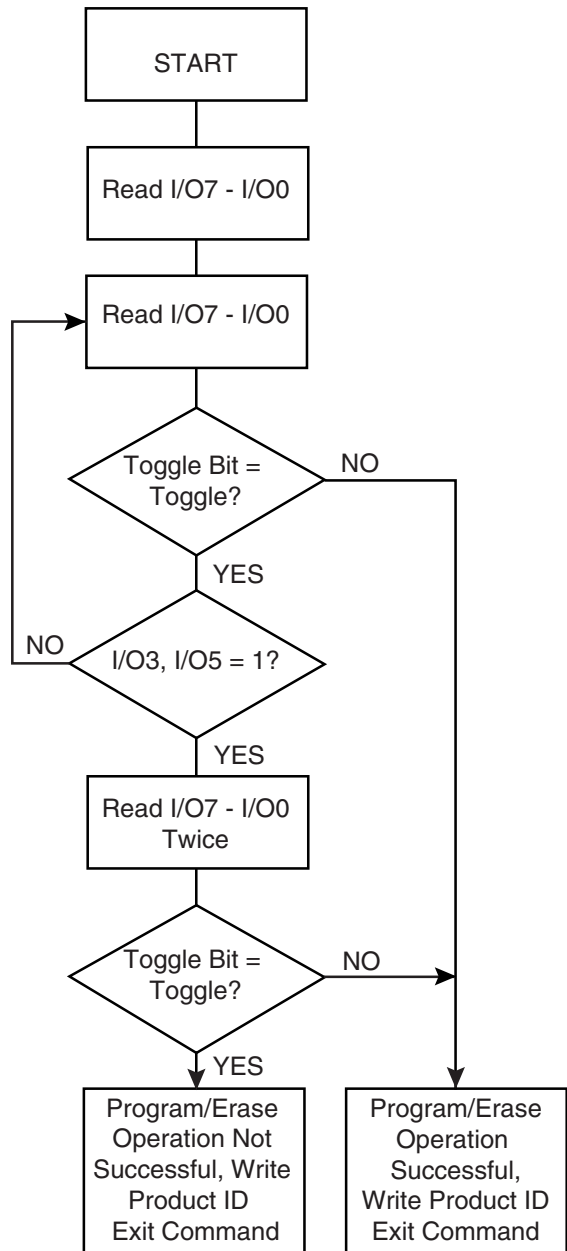 START
Read I/O7 - I/O0
Read I/O7 - I/O0
Toggle Bit =
Toggle?
NO
YES
NO
I/O3, I/O5 = 1?
YES
Read I/O7 - I/O0
Twice
Toggle Bit =
Toggle?
NO
YES
Program/Erase
Operation Not
Successful, Write
Product ID
Exit Command
Program/Erase
Operation
Successful,
Write Product ID
Exit Command